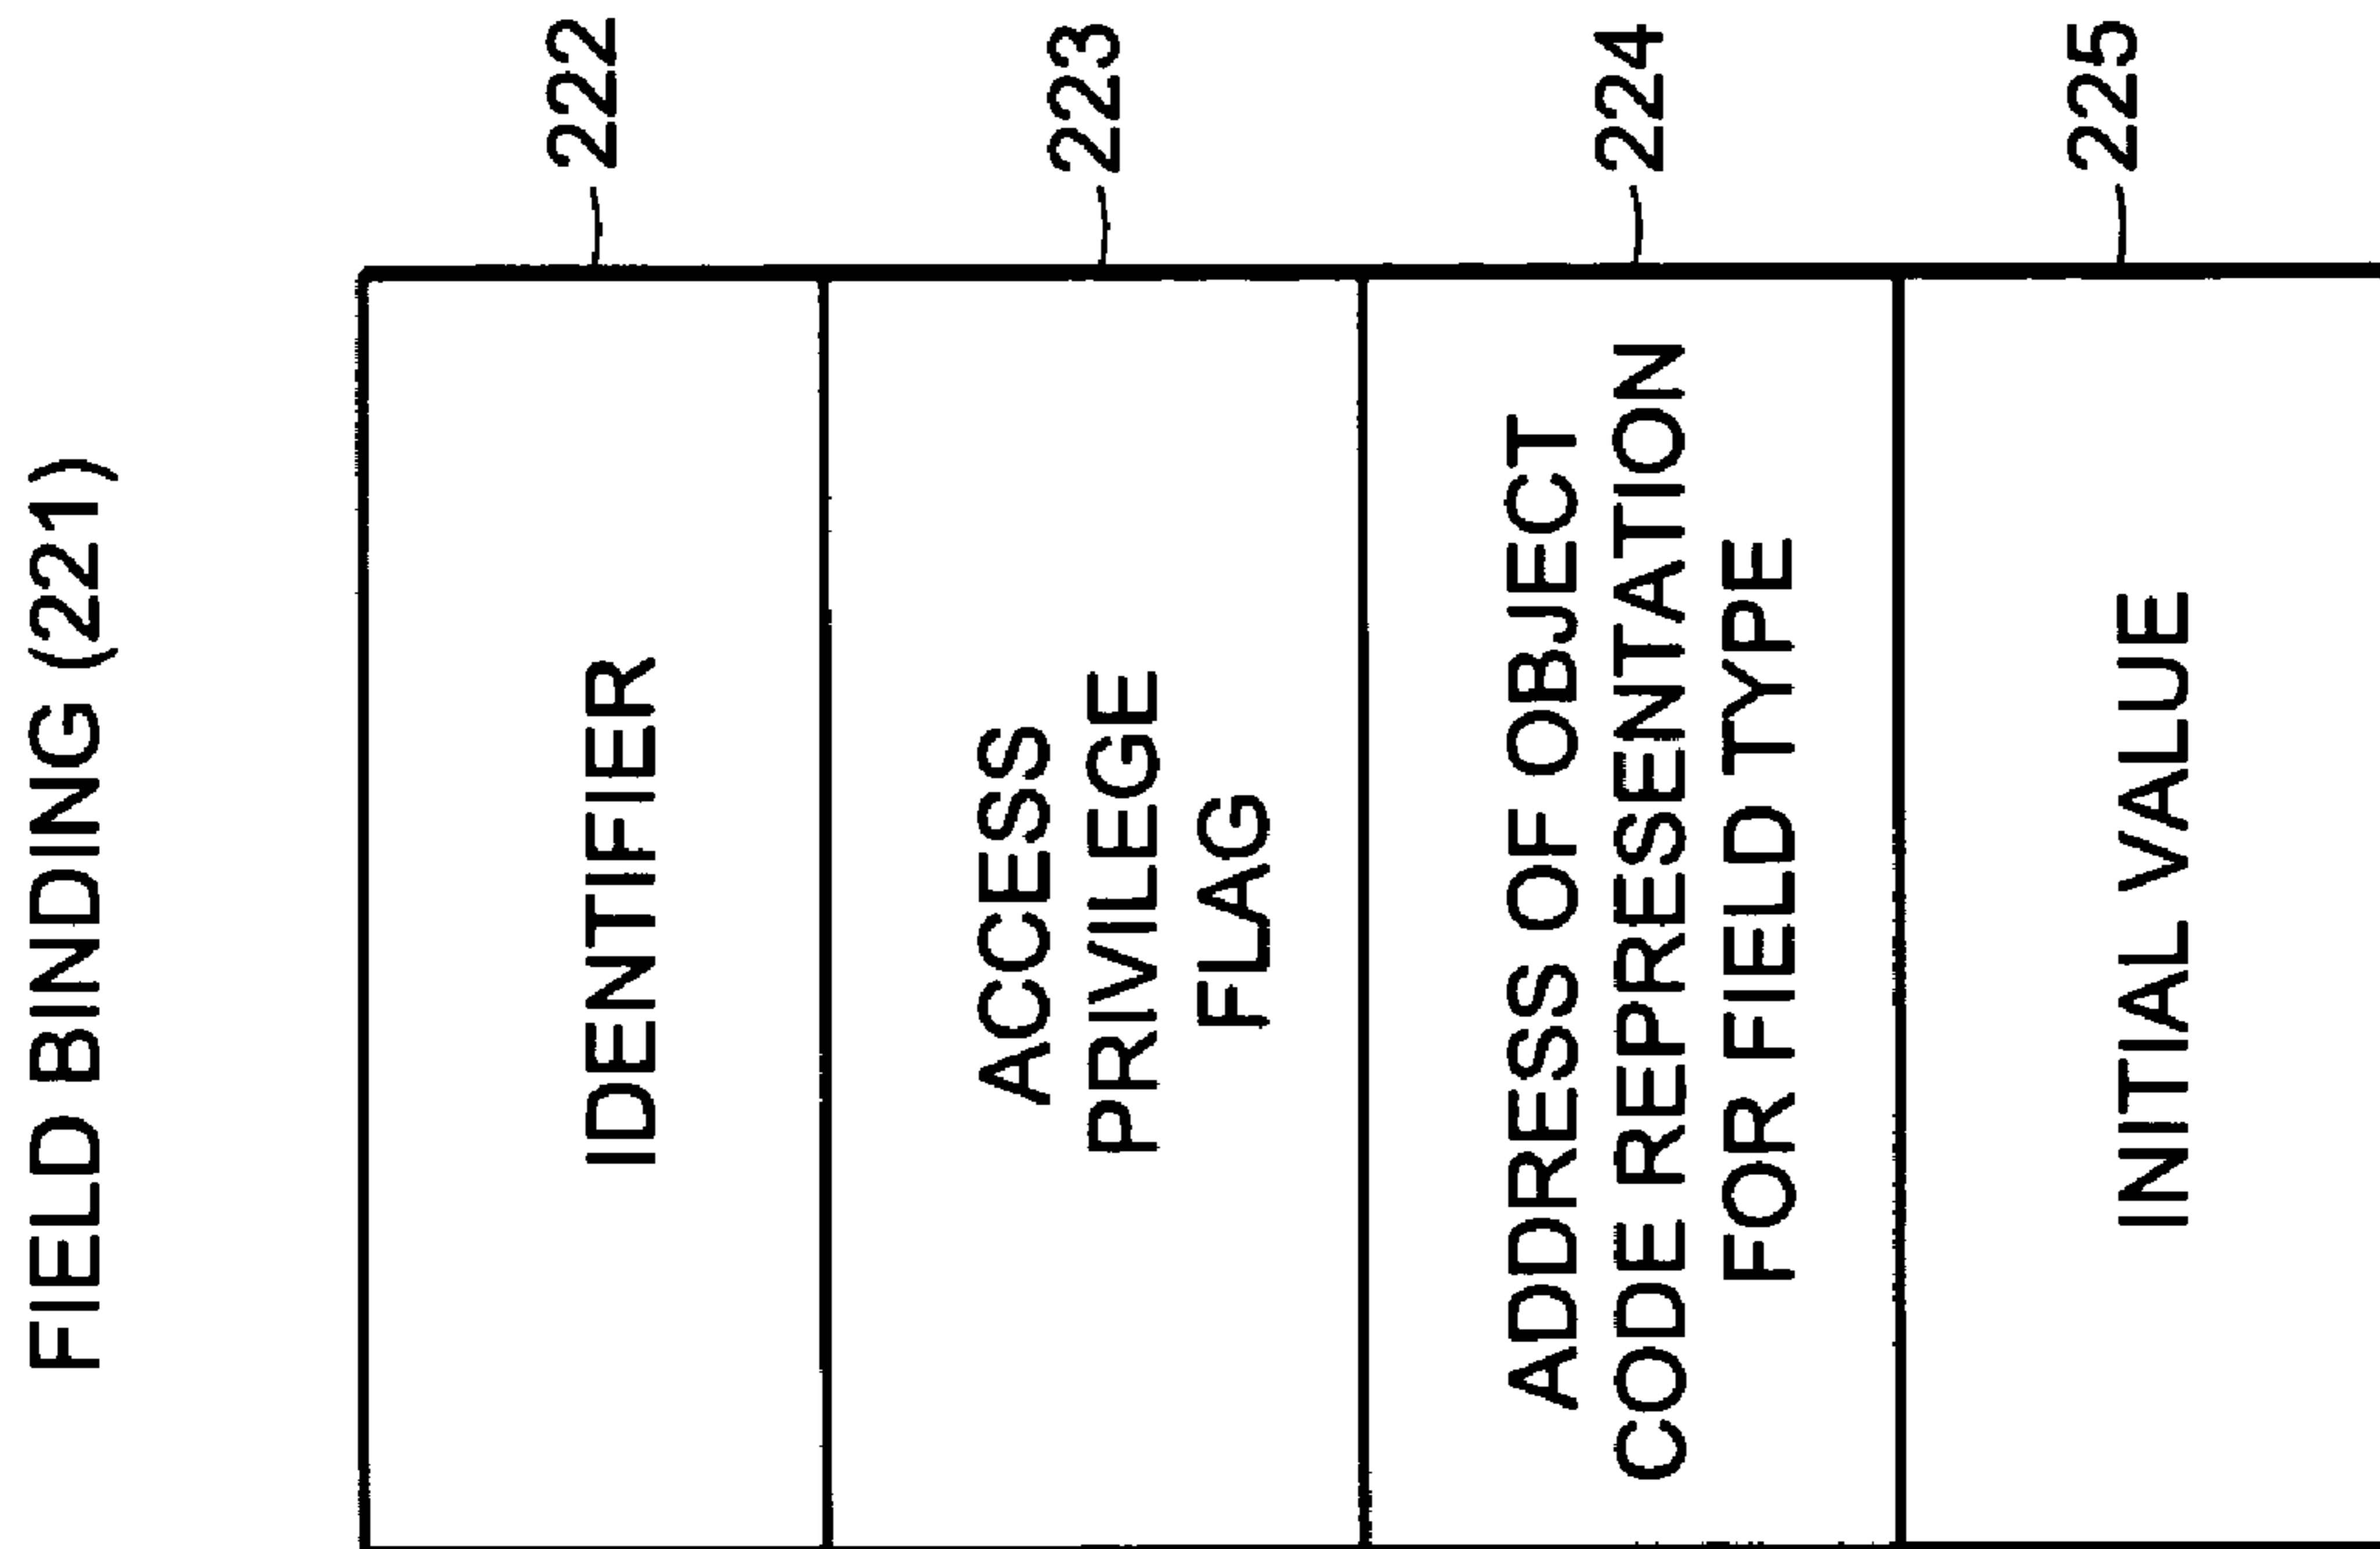 FIELD BINDING (221)
IDENTIFIER
222
ACCESS
PRIVILEGE
FLAG
223
ADDRESS OF OBJECT
CODE REPRESENTATION
FOR FIELD TYPE
224
INITIAL VALUE
225